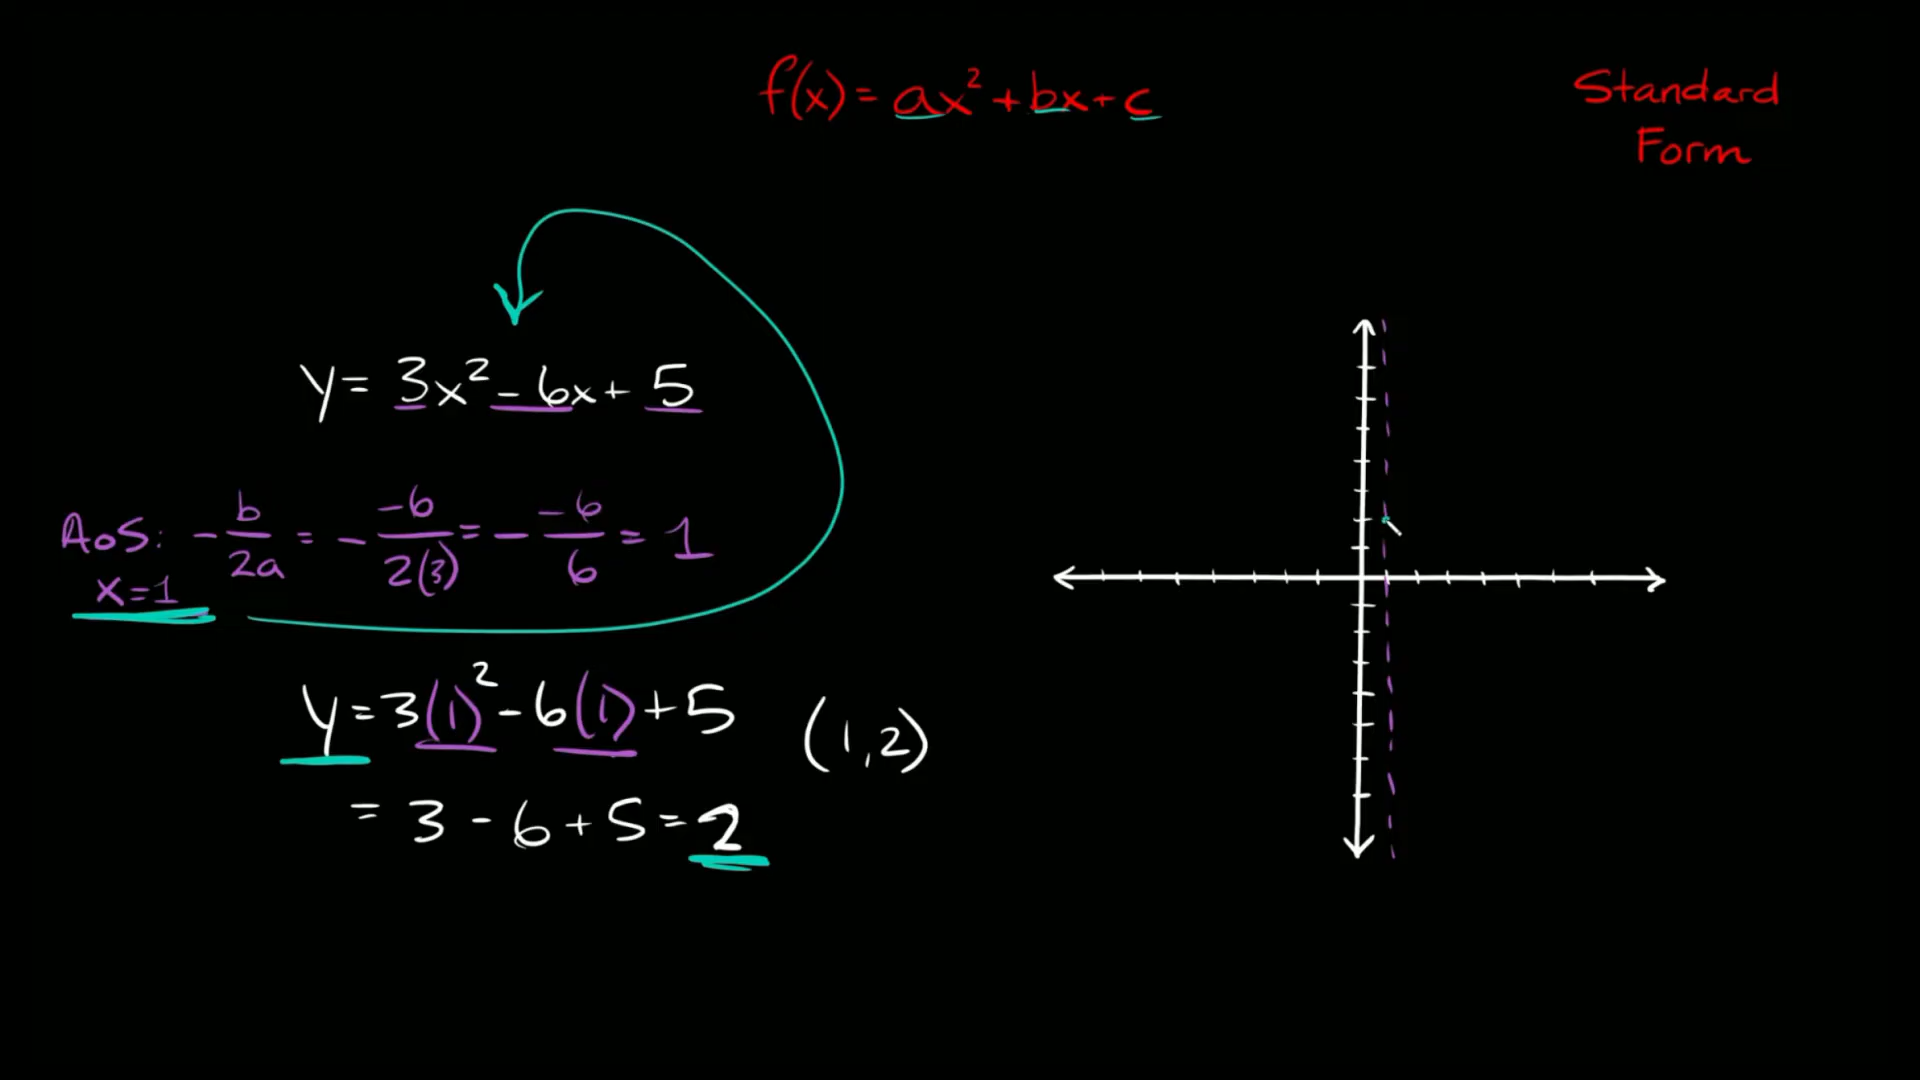 f(x) = ax² + bx + c
Standard
Form
y = 3x² - 6x + 5
AoS: -b/2a = - -6/2(3) = - -6/6 = 1
x=1
y = 3(1)² - 6(1) + 5
(1,2)
= 3 - 6 + 5 = 2